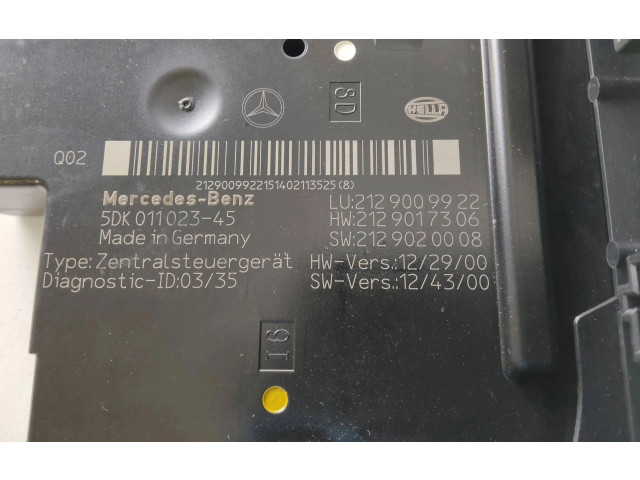 8D
HELLA
Q02
2129009922151402113525(8)
Mercedes-Benz
LU:212 900 99 22
5DK 011 023-45
HW:212 901 73 06
Made in Germany
SW:212 902 00 08
Type:Zentralsteuergerät
HW-Vers.:12/29/00
Diagnostic-ID:03/35
SW-Vers.:12/43/00
16